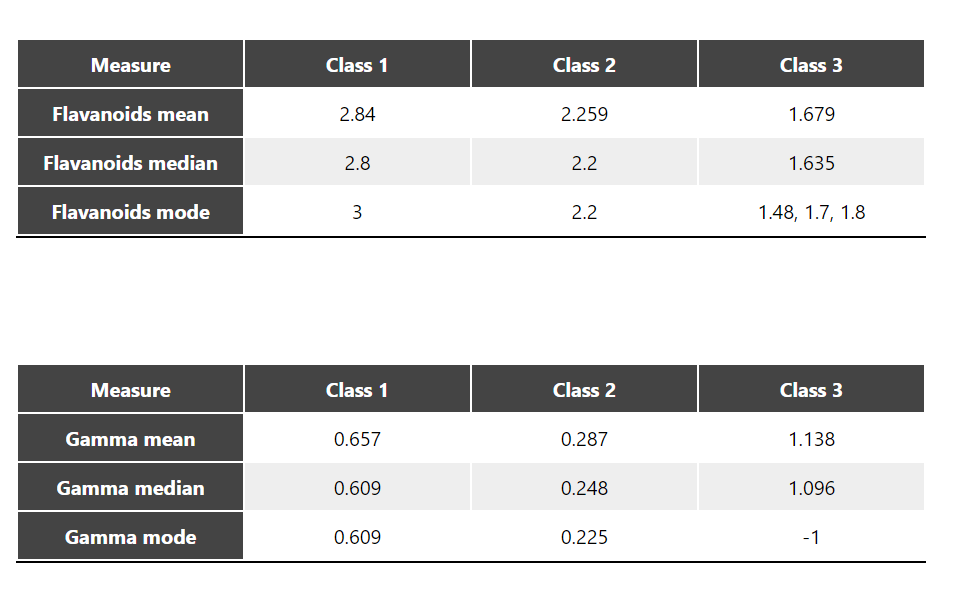 Measure Class 1 Class 2 Class 3
Flavanoids mean 2.84 2.259 1.679
Flavanoids median 2.8 2.2 1.635
Flavanoids mode 3 2.2 1.48, 1.7, 1.8
Measure Class 1 Class 2 Class 3
Gamma mean 0.657 0.287 1.138
Gamma median 0.609 0.248 1.096
Gamma mode 0.609 0.225 -1